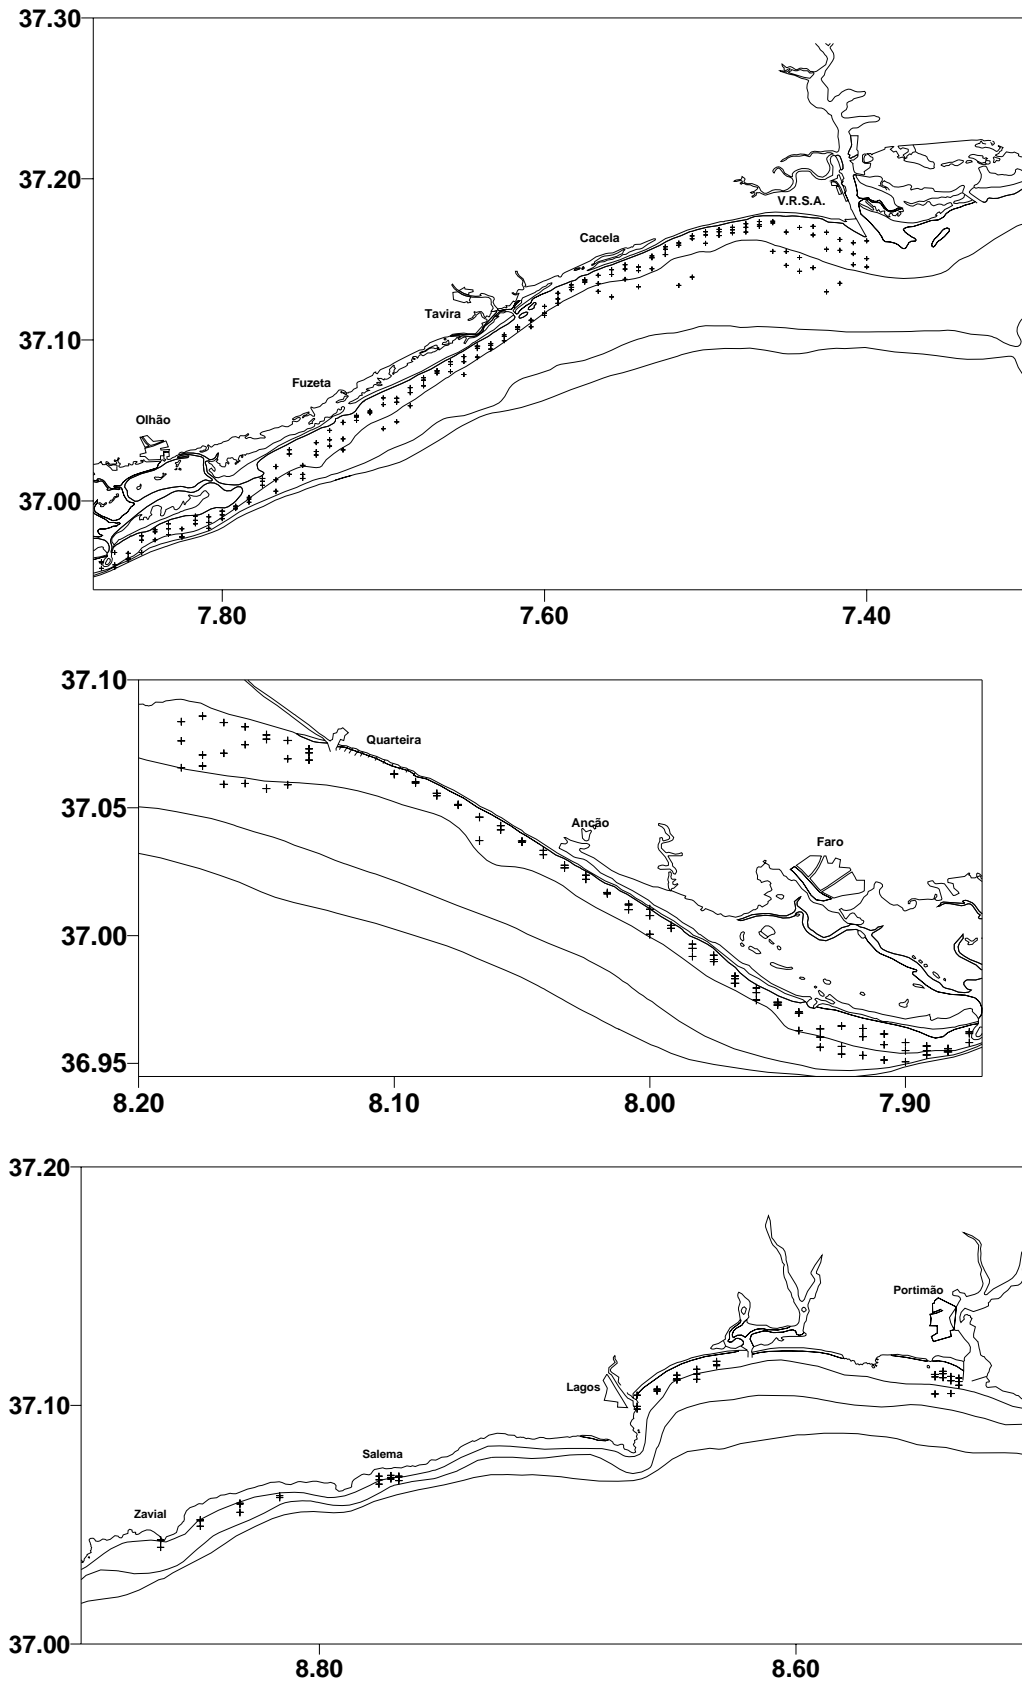 37.30
37.20
V.R.S.A.
Cacela
37.10
Tavira
Fuzeta
Olhão
37.00
7.80 7.60 7.40
37.10
Quarteira
37.05
Ancão
Faro
37.00
36.95
8.20 8.10 8.00 7.90
37.20
Portimão
37.10
Lagos
Salema
Zavial
37.00
8.80 8.60